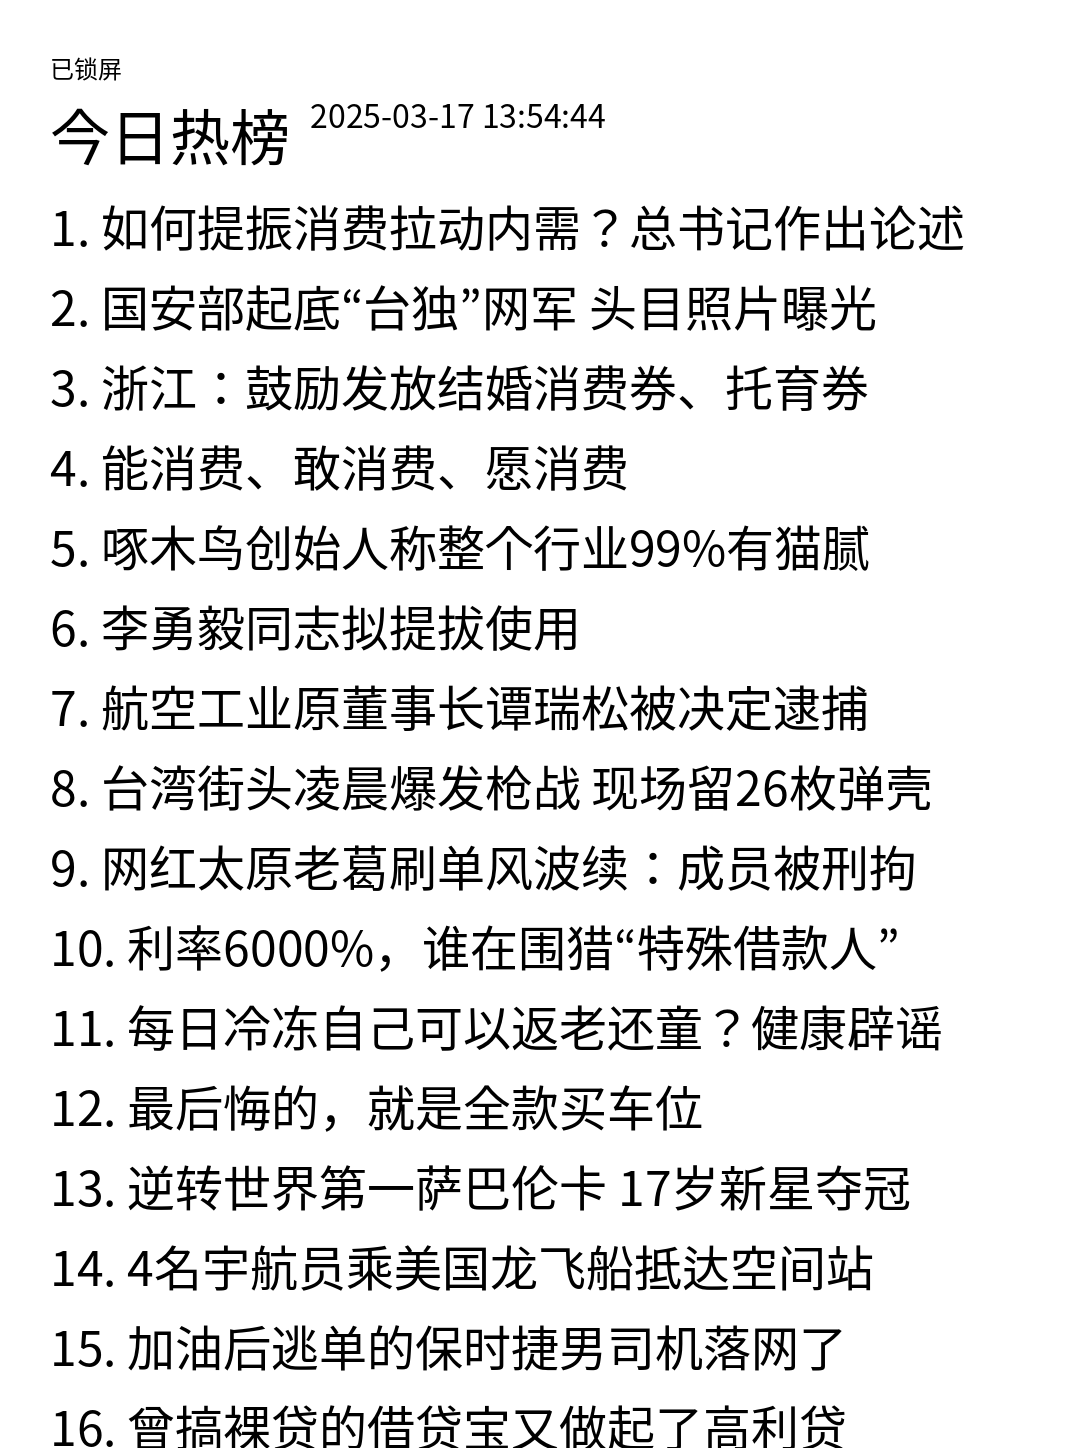 已锁屏
今日热榜 2025-03-17 13:54:44
1. 如何提振消费拉动内需？总书记作出论述
2. 国安部起底“台独”网军 头目照片曝光
3. 浙江：鼓励发放结婚消费券、托育券
4. 能消费、敢消费、愿消费
5. 啄木鸟创始人称整个行业99%有猫腻
6. 李勇毅同志拟提拔使用
7. 航空工业原董事长谭瑞松被决定逮捕
8. 台湾街头凌晨爆发枪战 现场留26枚弹壳
9. 网红太原老葛刷单风波续：成员被刑拘
10. 利率6000%，谁在围猎“特殊借款人”
11. 每日冷冻自己可以返老还童？健康辟谣
12. 最后悔的，就是全款买车位
13. 逆转世界第一萨巴伦卡 17岁新星夺冠
14. 4名宇航员乘美国龙飞船抵达空间站
15. 加油后逃单的保时捷男司机落网了
16. 曾搞裸贷的借贷宝又做起了高利贷